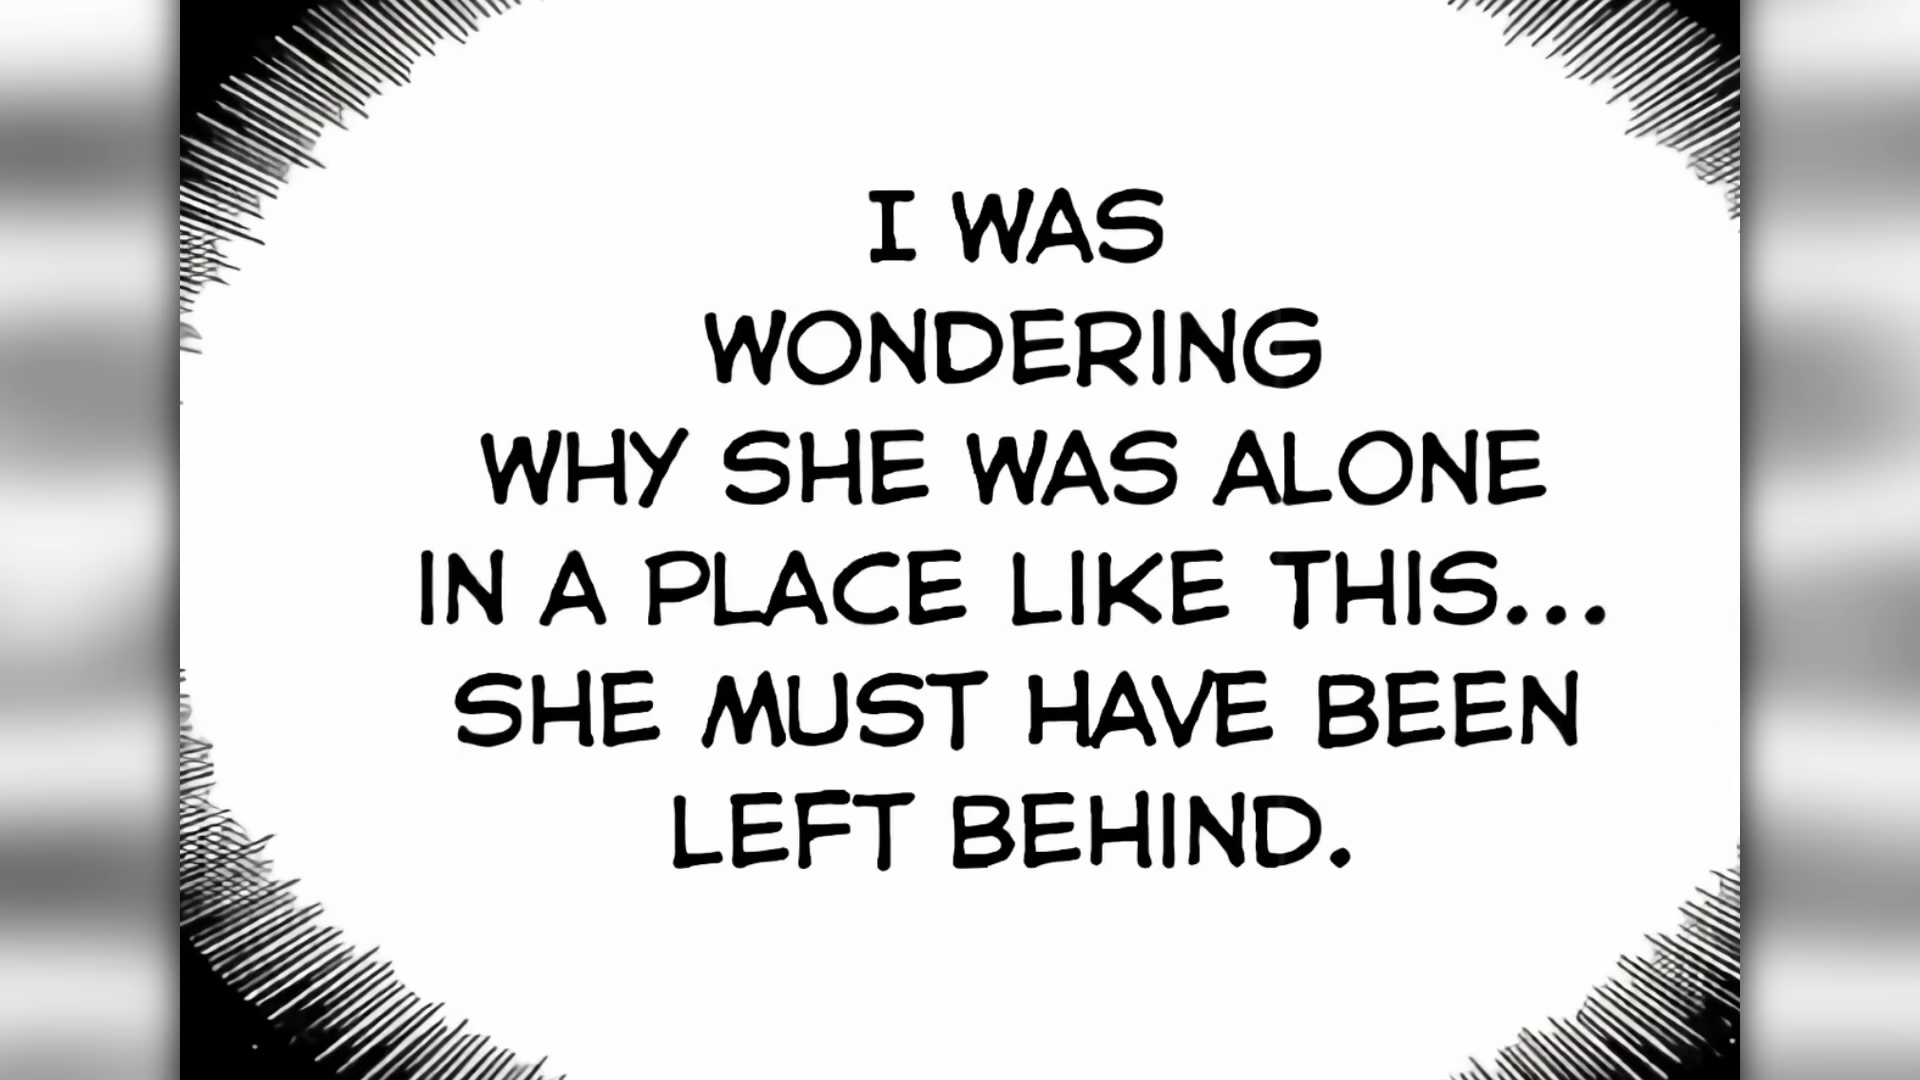 I WAS
WONDERING
WHY SHE WAS ALONE
IN A PLACE LIKE THIS...
SHE MUST HAVE BEEN
LEFT BEHIND.